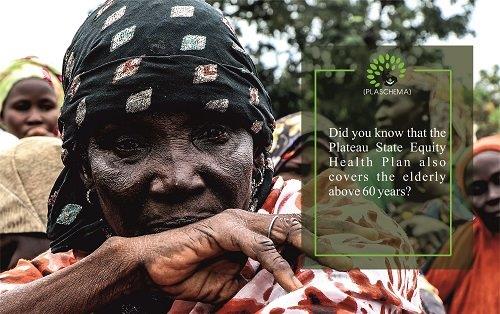 (PLASCHEMA)
Did you know that the
Plateau State Equity
Health Plan also
covers the elderly
above 60 years?